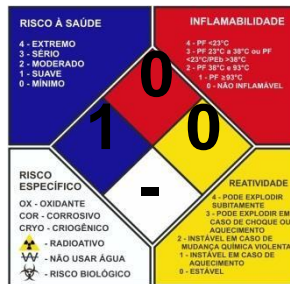 RISCO À SAÚDE
4 - EXTREMO
3 - SÉRIO
2 - MODERADO
1 - SUAVE
0 - MÍNIMO
INFLAMABILIDADE
4 - PF <23°C
3 - PF 23°C a 38°C ou PF
<23°C/PEb >38°C
2 - PF 38°C e 93°C
1 - PF ≥93°C
0 - NÃO INFLAMÁVEL
0
1
0
-
RISCO
ESPECÍFICO
OX - OXIDANTE
COR - CORROSIVO
CRYO - CRIOGÊNICO
- RADIOATIVO
W - NÃO USAR ÁGUA
- RISCO BIOLÓGICO
REATIVIDADE
4 - PODE EXPLODIR
SUBITAMENTE
3 - PODE EXPLODIR EM
CASO DE CHOQUE OU
AQUECIMENTO
2 - INSTÁVEL EM CASO DE
MUDANÇA QUÍMICA VIOLENTA
1 - INSTÁVEL EM CASO DE
AQUECIMENTO
0 - ESTÁVEL